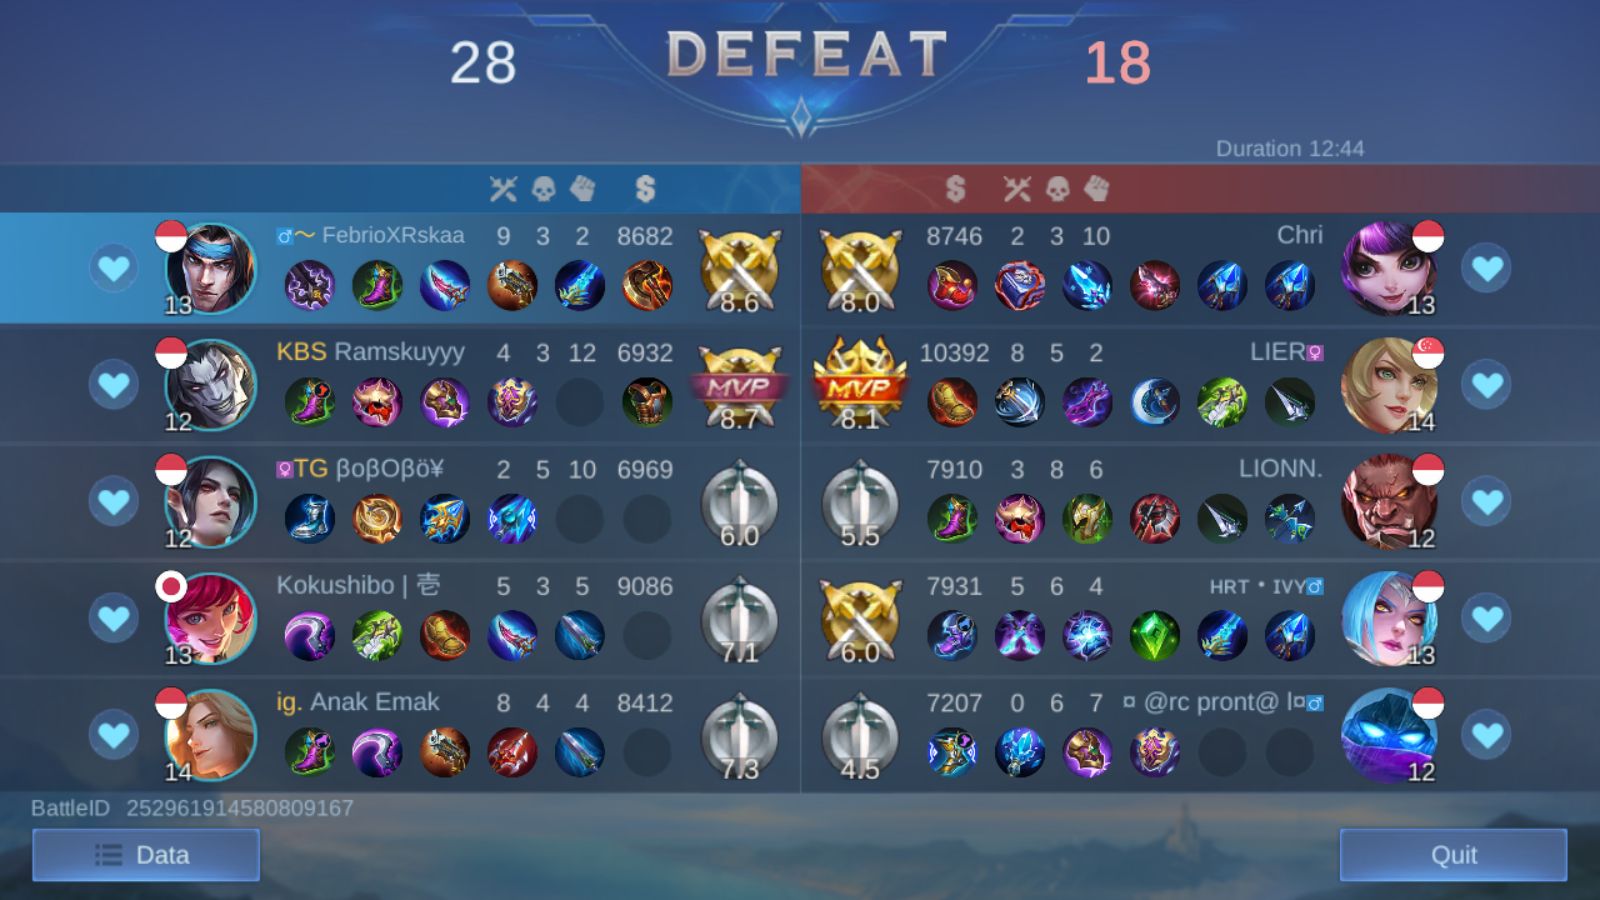 28 DEFEAT 18
Duration 12:44
♂~ FebrioXRskaa 9 3 2 8682
13 8.6
8746 2 3 10 Chri
8.0 13
KBS Ramskuyyy 4 3 12 6932 MVP
12 8.7
MVP 10392 8 5 2 LIER♀
8.1 14
♀TG βoβOβö¥ 2 5 10 6969
12 6.0
7910 3 8 6 LIONN.
5.5 12
Kokushibo | 壱 5 3 5 9086
13 7.1
7931 5 6 4 ʜʀᴛ • ɪᴠʏ♂
6.0 13
ig. Anak Emak 8 4 4 8412
14 7.3
7207 0 6 7 ¤ @rc pront@ l¤♂
4.5 12
BattleID 252961914580809167
Data
Quit